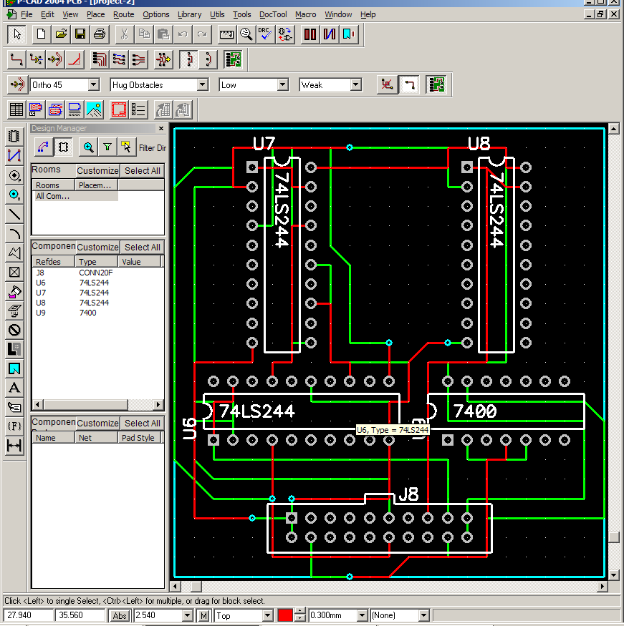 P-CAD 2004 PCB - [project-2]
File Edit View Place Route Options Library Utils Tools DocTool Macro Window Help
DRC
Ortho 45 Hug Obstacles Low Weak
Design Manager
Filter Dir
Rooms Customize Select All
Rooms Placem...
All Com...
Componen Customize Select All
Refdes Type Value
J8 CONN20F
U6 74LS244
U7 74LS244
U8 74LS244
U9 7400
Componen Customize Select All
Name Net Pad Style
U7
74LS244
U8
74LS244
U6
74LS244
7400
U6, Type = 74LS244
J8
Click <Left> to single Select, <Ctrl><Left> for multiple, or drag for block select.
27.940 35.560 Abs 2.540 M Top 0.300mm (None)